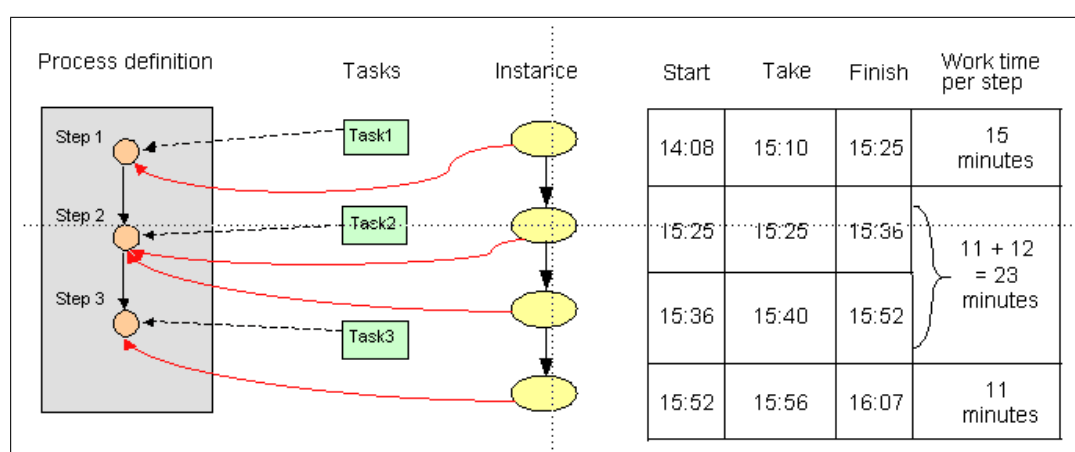 Process definition
Tasks
Instance
Start
Take
Finish
Work time
per step
Step 1
Task1
14:08
15:10
15:25
15
minutes
Step 2
Task2
15:25
15:25
15:36
11 + 12
= 23
minutes
Step 3
Task3
15:36
15:40
15:52
15:52
15:56
16:07
11
minutes